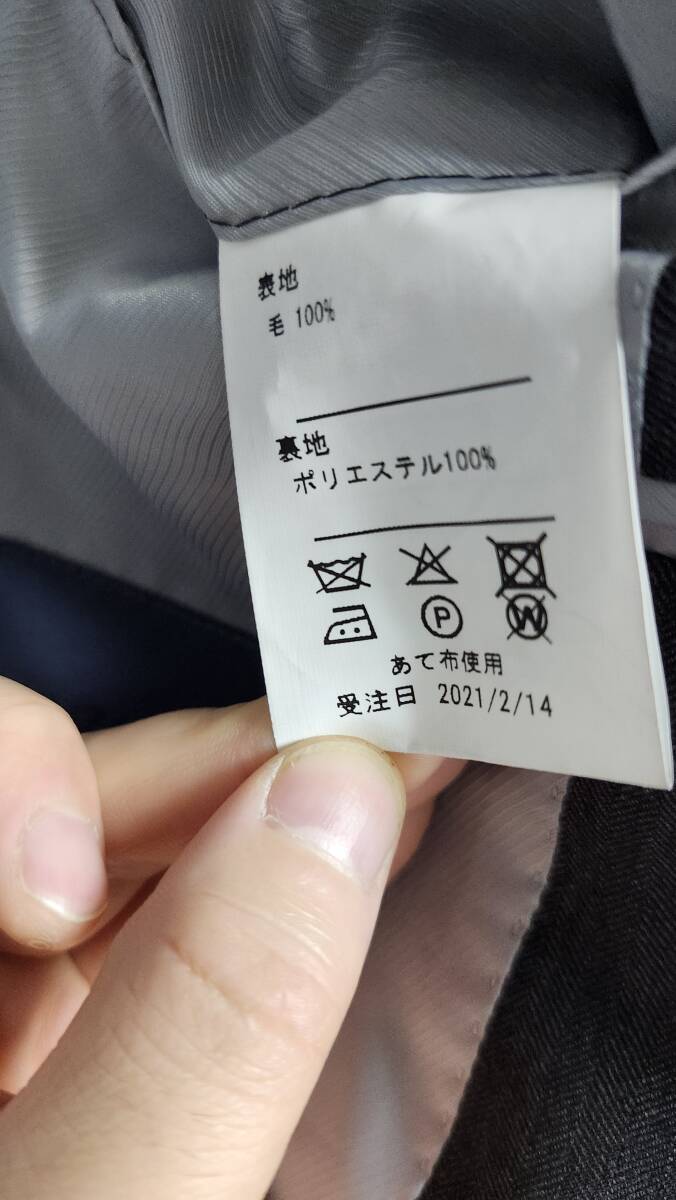 表地
毛 100%
裏地
ポリエステル100%
P W
あて布使用
受注日 2021/2/14